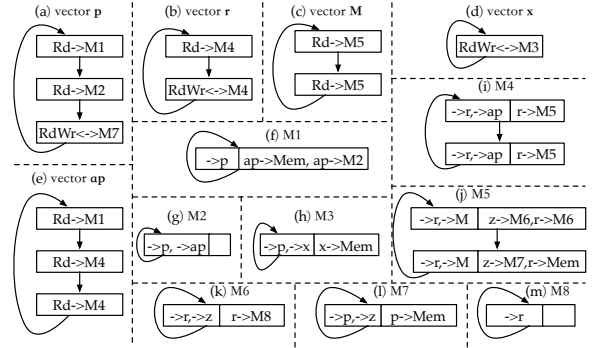 (a) vector p
Rd->M1
Rd->M2
RdWr<->M7
(b) vector r
Rd->M4
RdWr<->M4
(c) vector M
Rd->M5
Rd->M5
(d) vector x
RdWr<->M3
(e) vector ap
Rd->M1
Rd->M4
Rd->M4
(f) M1
->p ap->Mem, ap->M2
(g) M2
->p, ->ap
(h) M3
->p,->x x->Mem
(i) M4
->r,->ap r->M5
->r,->ap r->M5
(j) M5
->r,->M z->M6,r->M6
->r,->M z->M7,r->Mem
(k) M6
->r,->z r->M8
(l) M7
->p,->z p->Mem
(m) M8
->r